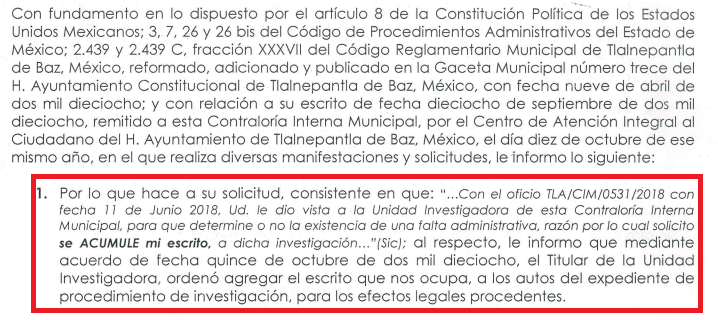 Con fundamento en lo dispuesto por el artículo 8 de la Constitución Política de los Estados
Unidos Mexicanos; 3, 7, 26 y 26 bis del Código de Procedimientos Administrativos del Estado de
México; 2.439 y 2.439 C, fracción XXXVII del Código Reglamentario Municipal de Tlalnepantla
de Baz, México, reformado, adicionado y publicado en la Gaceta Municipal número trece del
H. Ayuntamiento Constitucional de Tlalnepantla de Baz, México, con fecha nueve de abril de
dos mil dieciocho; y con relación a su escrito de fecha dieciocho de septiembre de dos mil
dieciocho, remitido a esta Contraloría Interna Municipal, por el Centro de Atención Integral al
Ciudadano del H. Ayuntamiento de Tlalnepantla de Baz, México, el día diez de octubre de ese
mismo año, en el que realiza diversas manifestaciones y solicitudes, le informo lo siguiente:
1. Por lo que hace a su solicitud, consistente en que: "...Con el oficio TLA/CIM/0531/2018 con
fecha 11 de Junio 2018, Ud. le dio vista a la Unidad Investigadora de esta Contraloría Interna
Municipal, para que determine o no la existencia de una falta administrativa, razón por lo cual solicito
se ACUMULE mi escrito, a dicha investigación..."(Sic); al respecto, le informo que mediante
acuerdo de fecha quince de octubre de dos mil dieciocho, el Titular de la Unidad
Investigadora, ordenó agregar el escrito que nos ocupa, a los autos del expediente de
procedimiento de investigación, para los efectos legales procedentes.